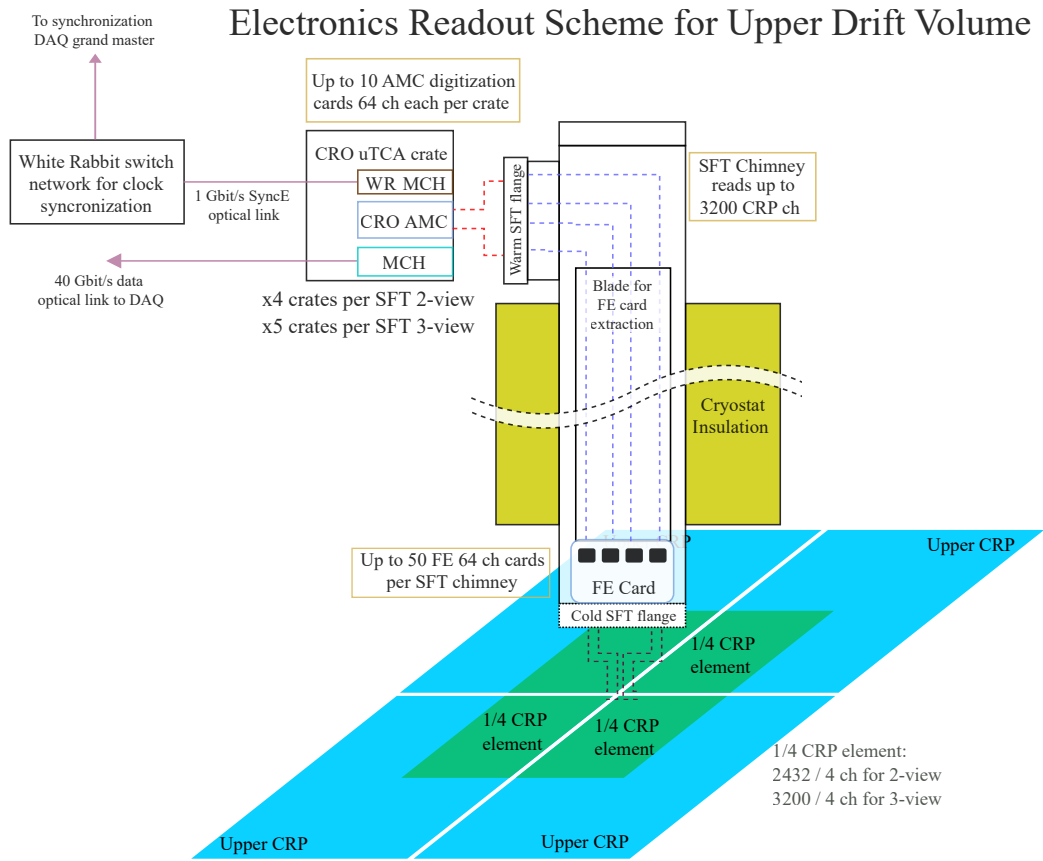 Electronics Readout Scheme for Upper Drift Volume
To synchronization
DAQ grand master
Up to 10 AMC digitization
cards 64 ch each per crate
White Rabbit switch
network for clock
syncronization
1 Gbit/s SyncE
optical link
CRO uTCA crate
WR MCH
CRO AMC
MCH
40 Gbit/s data
optical link to DAQ
x4 crates per SFT 2-view
x5 crates per SFT 3-view
Warm SFT flange
SFT Chimney
reads up to
3200 CRP ch
Blade for
FE card
extraction
Cryostat
Insulation
Up to 50 FE 64 ch cards
per SFT chimney
FE Card
Cold SFT flange
Upper CRP
1/4 CRP
element
1/4 CRP
element
1/4 CRP
element
1/4 CRP element:
2432 / 4 ch for 2-view
3200 / 4 ch for 3-view
Upper CRP
Upper CRP